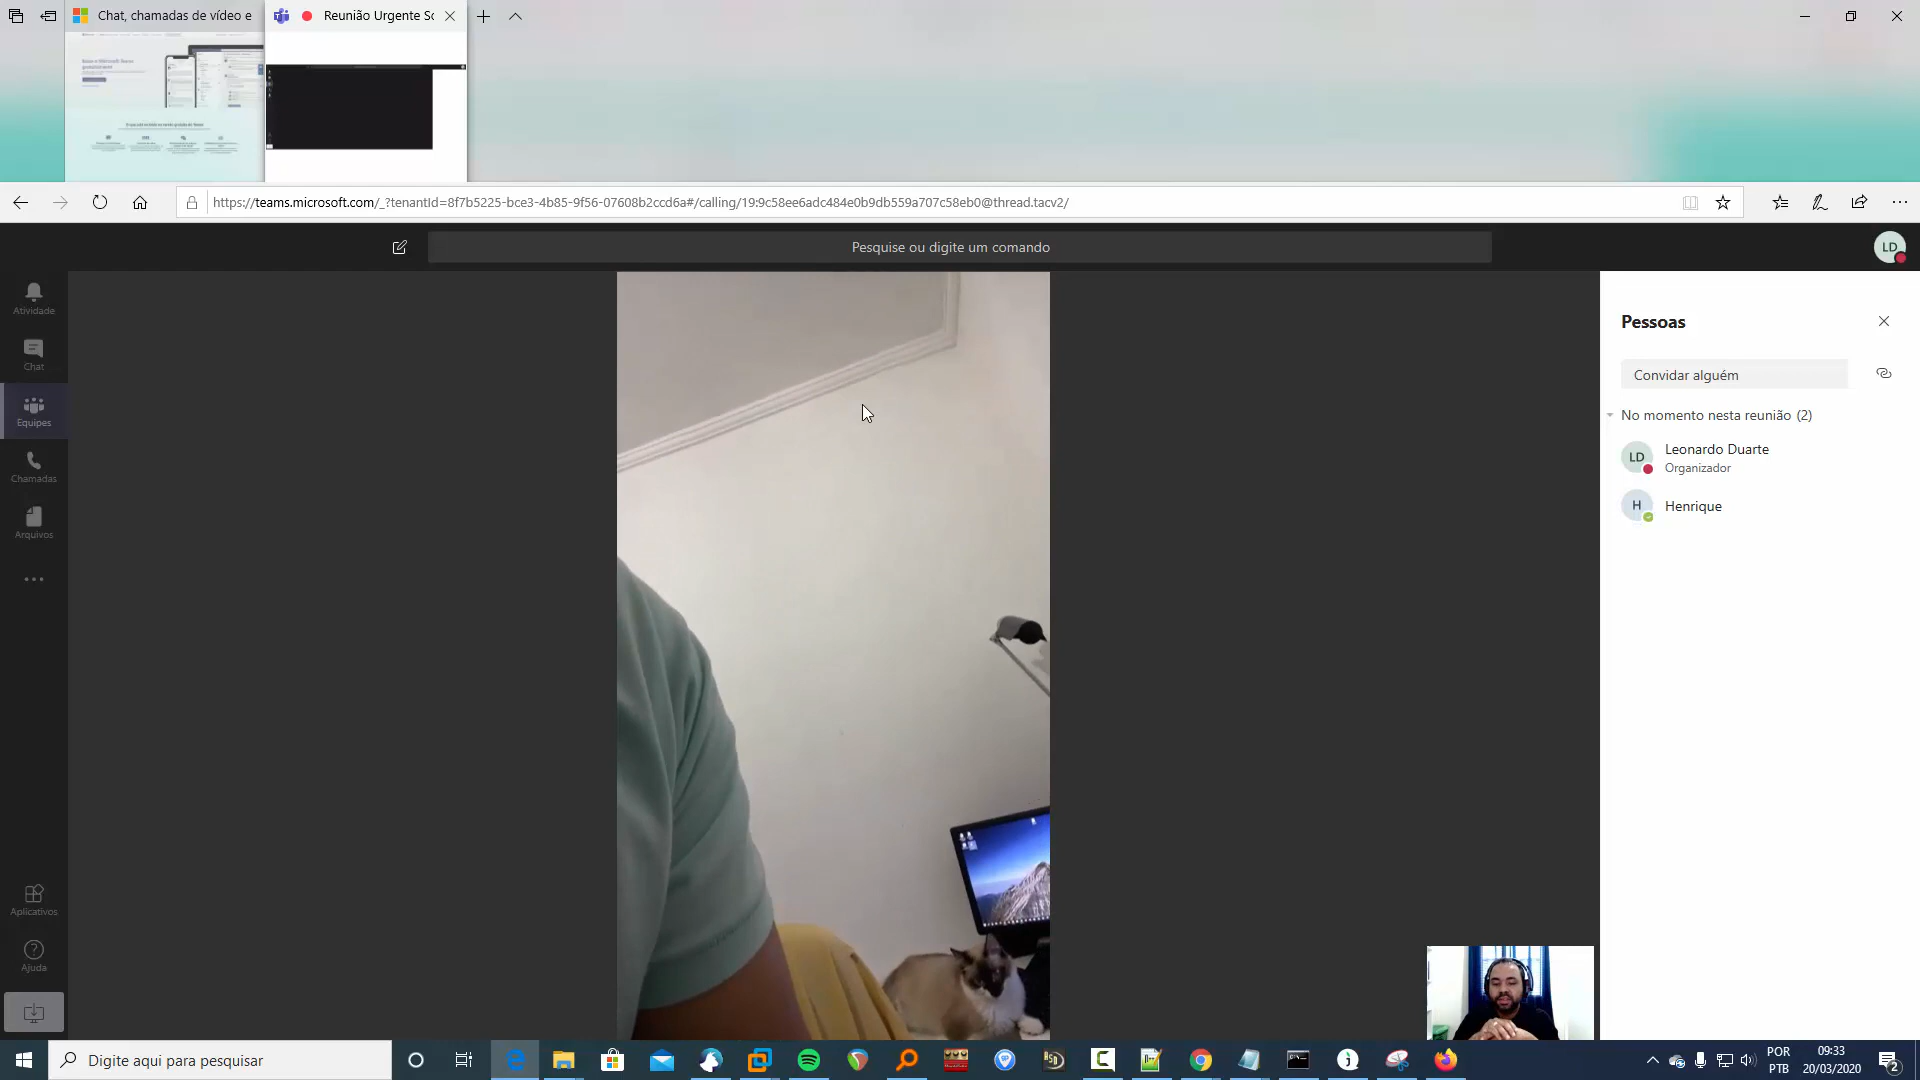 Chat, chamadas de vídeo e
Reunião Urgente So
https://teams.microsoft.com/_?tenantId=8f7b5225-bce3-4b85-9f56-07608b2ccd6a#/calling/19:9c58ee6adc484e0b9db559a707c58eb0@thread.tacv2/
Pesquise ou digite um comando
LD
Atividade
Chat
Equipes
Chamadas
Arquivos
Aplicativos
Ajuda
Pessoas
Convidar alguém
No momento nesta reunião (2)
LD
Leonardo Duarte
Organizador
H
Henrique
Digite aqui para pesquisar
POR
PTB
09:33
20/03/2020
2